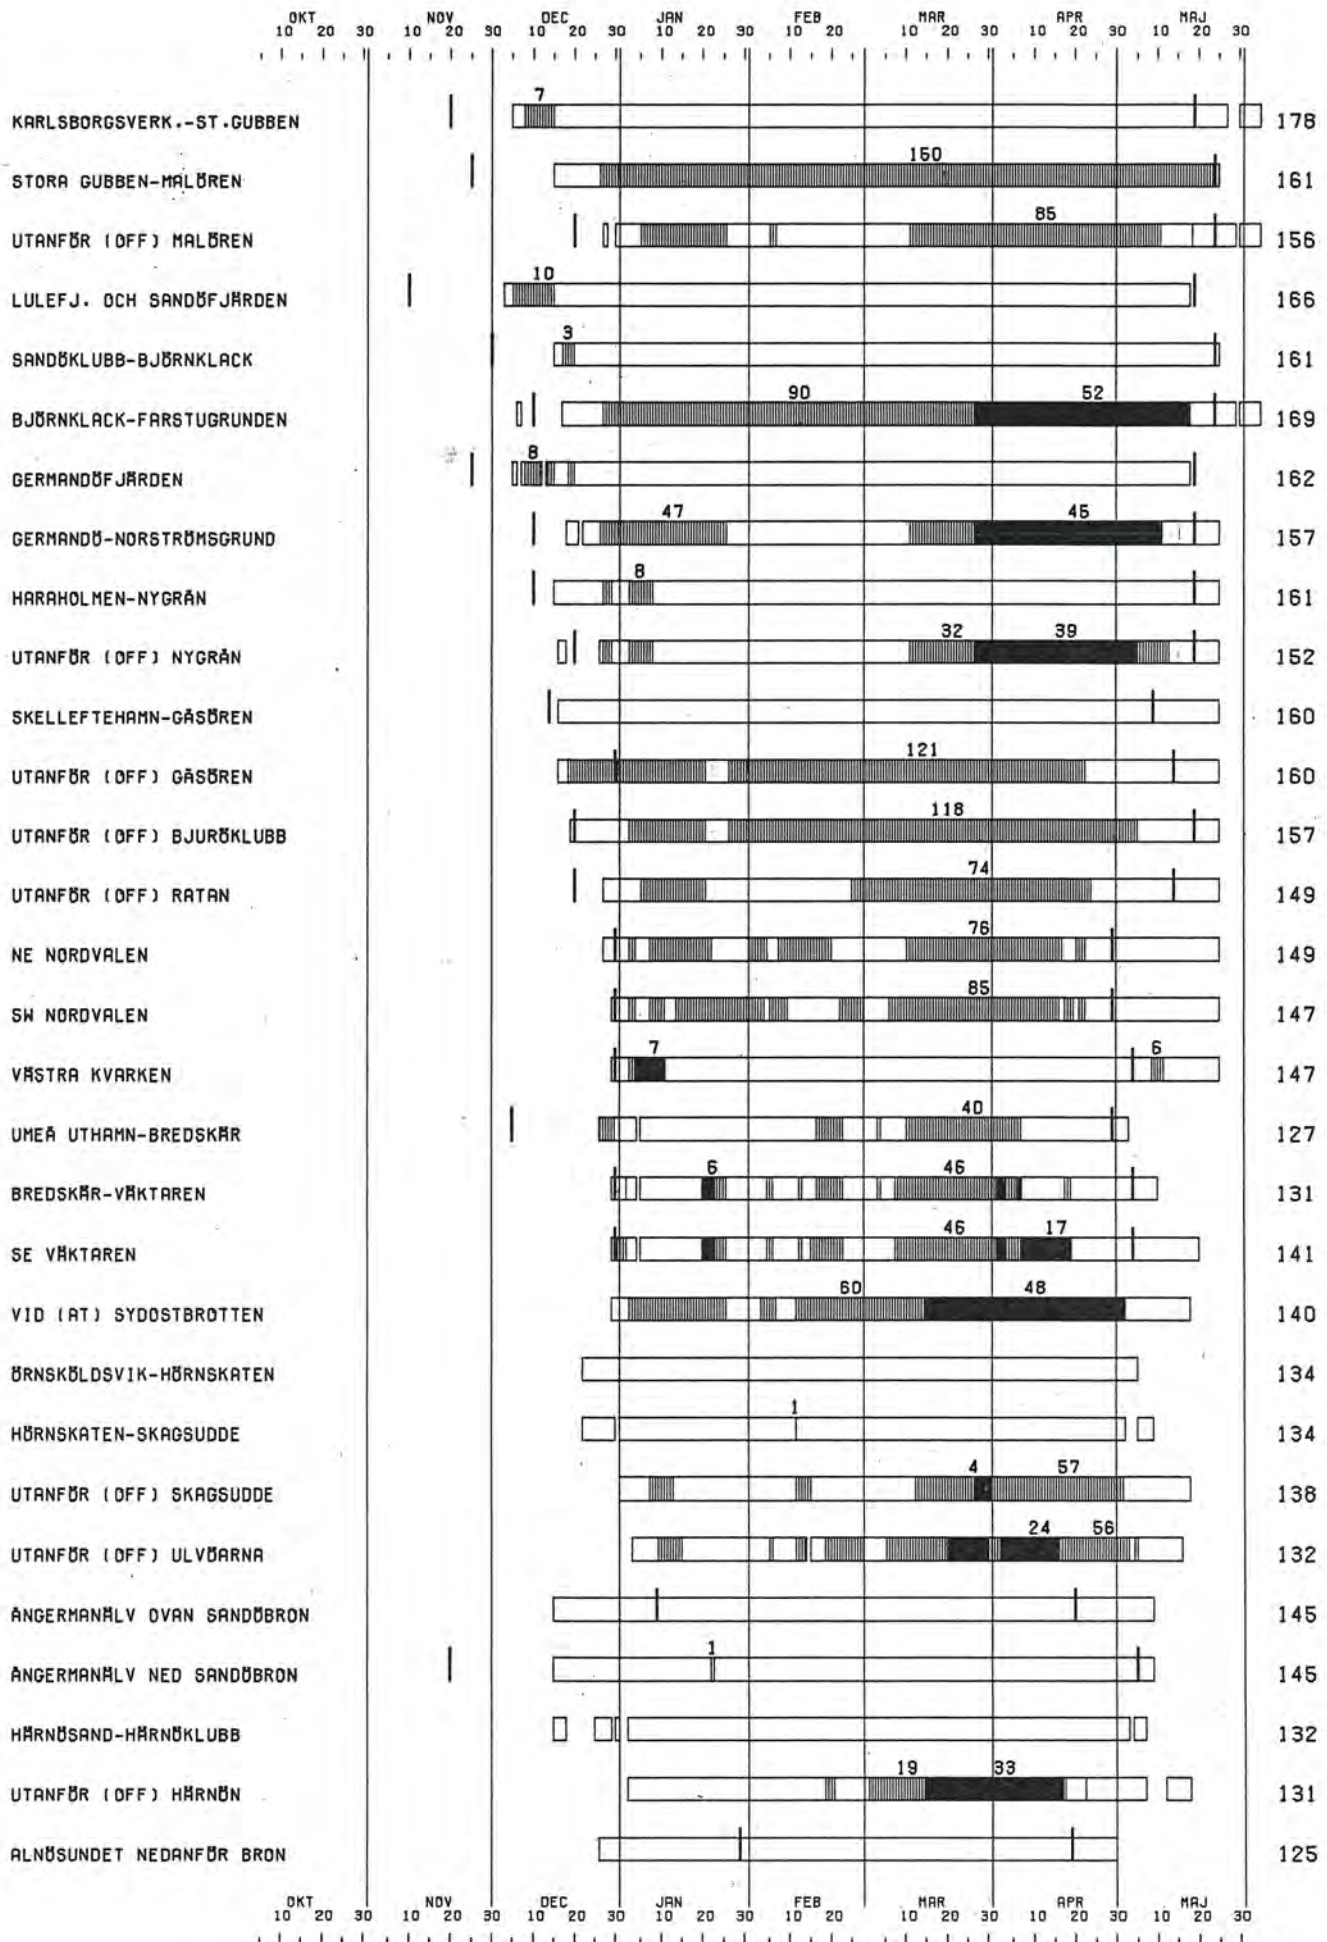 OKT NOV DEC JAN FEB MAR APR MAJ
10 20 30 10 20 30 10 20 30 10 20 30 10 20 10 20 30 10 20 30 10 20 30
7
KARLSBORGSVERK.-ST.GUBBEN 178
150
STORA GUBBEN-MALÖREN 161
85
UTANFÖR (OFF) MALÖREN 156
10
LULEFJ. OCH SANDÖFJÄRDEN 166
3
SANDÖKLUBB-BJÖRNKLACK 161
90 52
BJÖRNKLACK-FARSTUGRUNDEN 169
8
GERMANDÖFJÄRDEN 162
47 45
GERMANDÖ-NORSTRÖMSGRUND 157
8
HARAHOLMEN-NYGRÅN 161
32 39
UTANFÖR (OFF) NYGRÅN 152
SKELLEFTEHAMN-GÅSÖREN 160
121
UTANFÖR (OFF) GÅSÖREN 160
118
UTANFÖR (OFF) BJURÖKLUBB 157
74
UTANFÖR (OFF) RATAN 149
76
NE NORDVALEN 149
85
SW NORDVALEN 147
7 6
VÄSTRA KVARKEN 147
40
UMEÅ UTHAMN-BREDSKÄR 127
6 46
BREDSKÄR-VÄKTAREN 131
46 17
SE VÄKTAREN 141
60 48
VID (AT) SYDOSTBROTTEN 140
ÖRNSKÖLDSVIK-HÖRNSKATEN 134
1
HÖRNSKATEN-SKAGSUDDE 134
4 57
UTANFÖR (OFF) SKAGSUDDE 138
24 56
UTANFÖR (OFF) ULVÖARNA 132
ÅNGERMANÄLV OVAN SANDÖBRON 145
1
ÅNGERMANÄLV NED SANDÖBRON 145
HÄRNÖSAND-HÄRNÖKLUBB 132
19 33
UTANFÖR (OFF) HÄRNÖN 131
ALNÖSUNDET NEDANFÖR BRON 125
OKT NOV DEC JAN FEB MAR APR MAJ
10 20 30 10 20 30 10 20 30 10 20 30 10 20 10 20 30 10 20 30 10 20 30